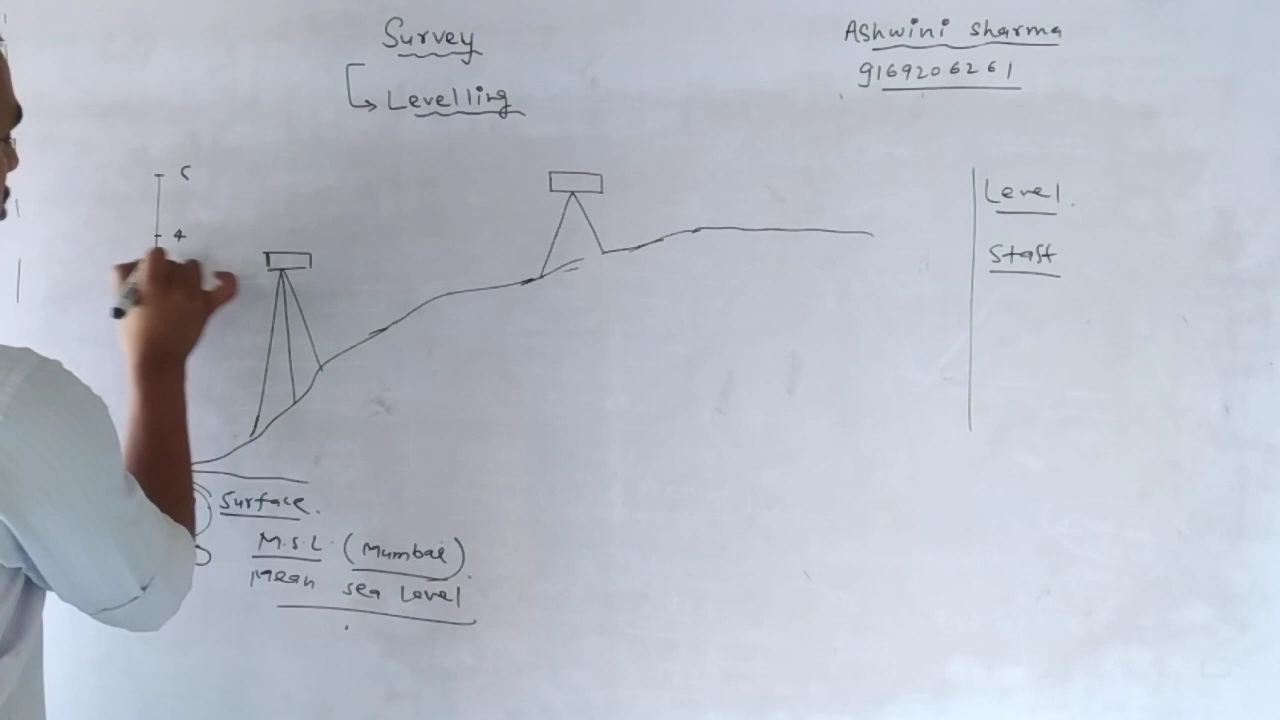 Survey
Levelling
Ashwini Sharma
9169206261
5
4
Level.
Staff
Surface.
M.S.L. (Mumbai).
Mean sea Level